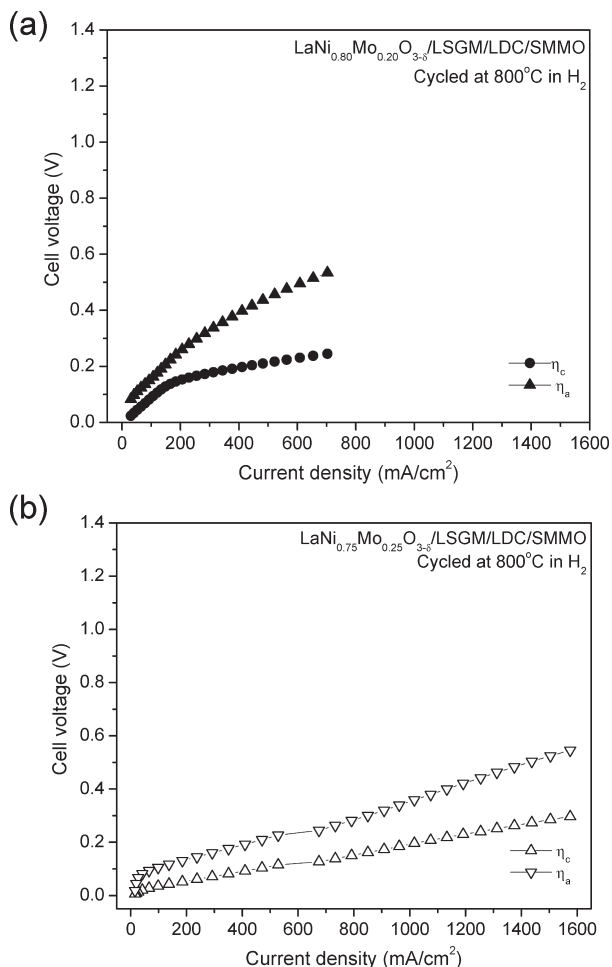 (a)
LaNi0.80Mo0.20O3-δ/LSGM/LDC/SMMO
Cycled at 800°C in H2
1.4
1.2
1.0
0.8
0.6
0.4
0.2
0.0
Cell voltage (V)
ηc
ηa
0 200 400 600 800 1000 1200 1400 1600
Current density (mA/cm2)
(b)
LaNi0.75Mo0.25O3-δ/LSGM/LDC/SMMO
Cycled at 800°C in H2
1.4
1.2
1.0
0.8
0.6
0.4
0.2
0.0
Cell voltage (V)
ηc
ηa
0 200 400 600 800 1000 1200 1400 1600
Current density (mA/cm2)